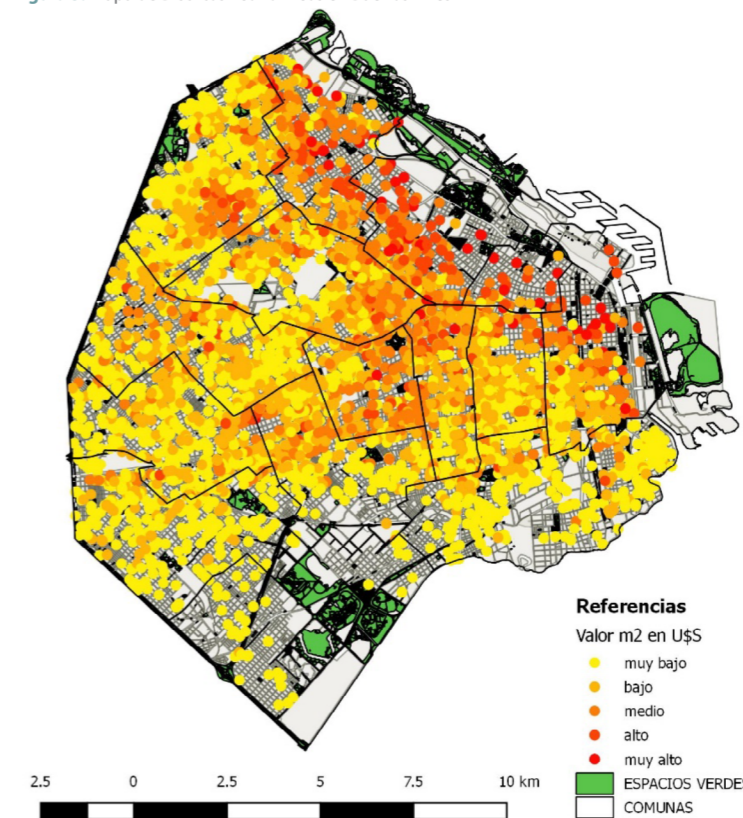 Referencias
Valor m2 en U$S
muy bajo
bajo
medio
alto
muy alto
ESPACIOS VERDES
COMUNAS
2.5 0 2.5 5 7.5 10 km